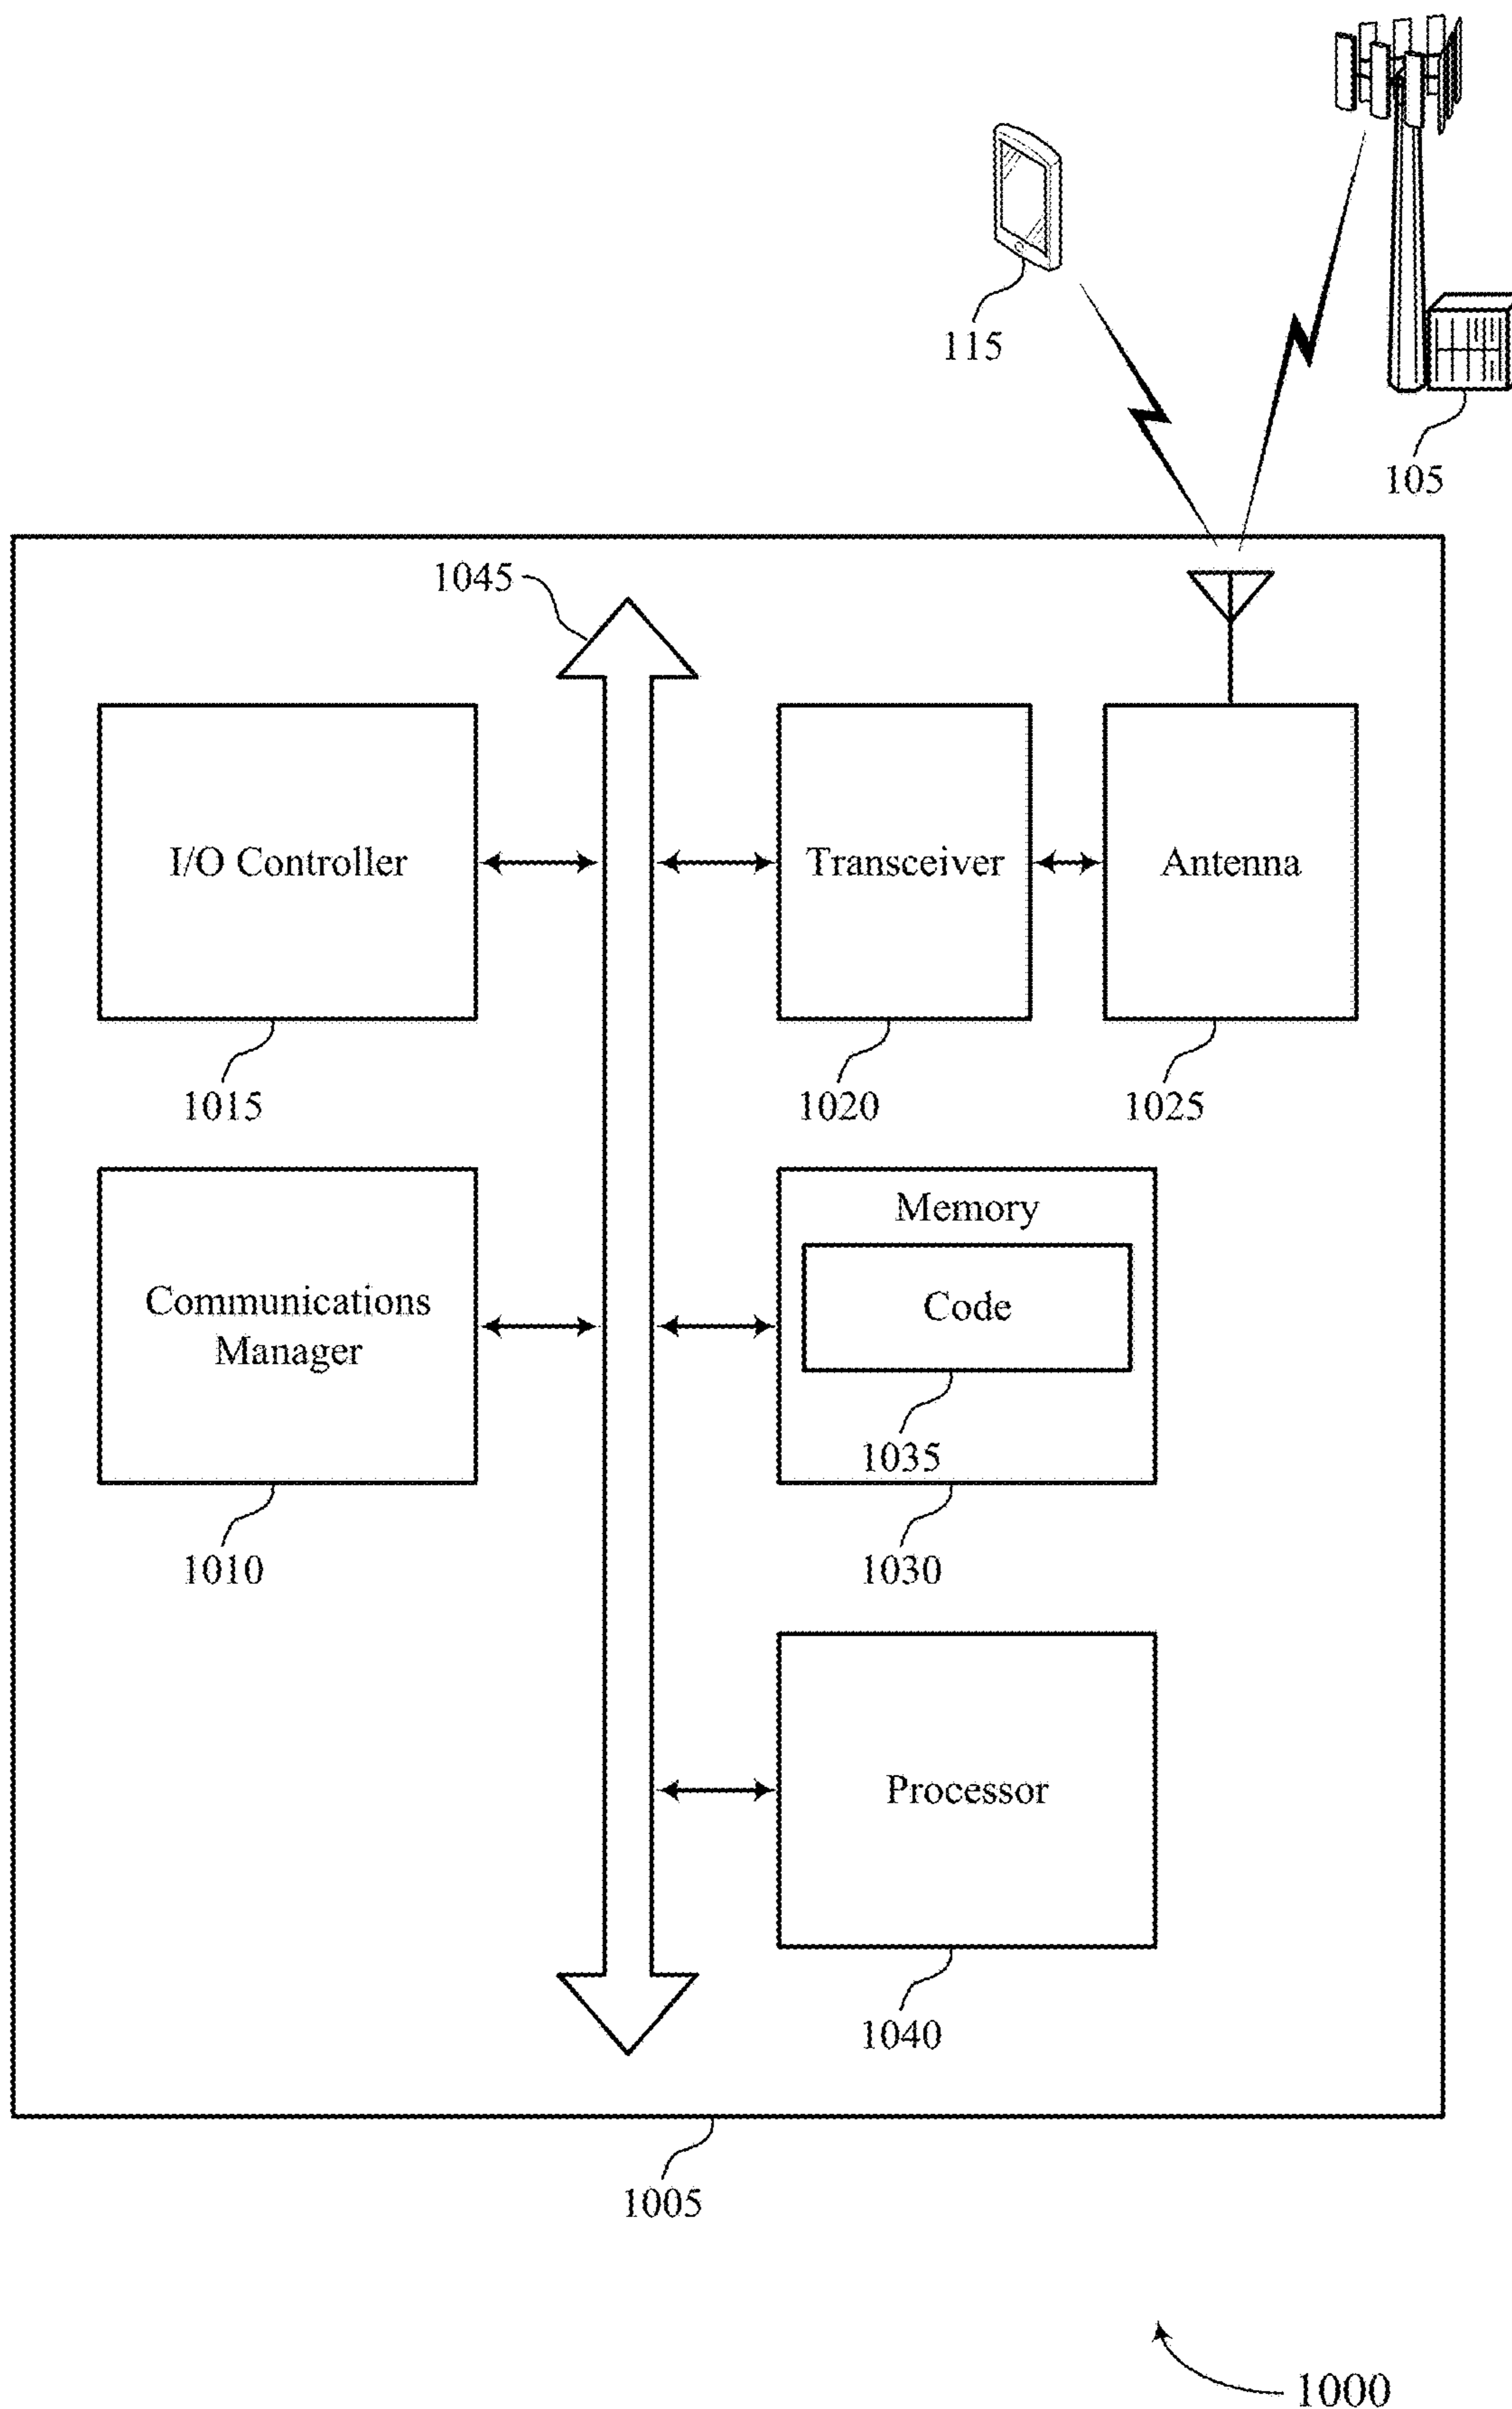 115
105
1045
I/O Controller
Transceiver
Antenna
1015
1020
1025
Communications
Manager
Memory
Code
1035
1010
1030
Processor
1040
1005
1000